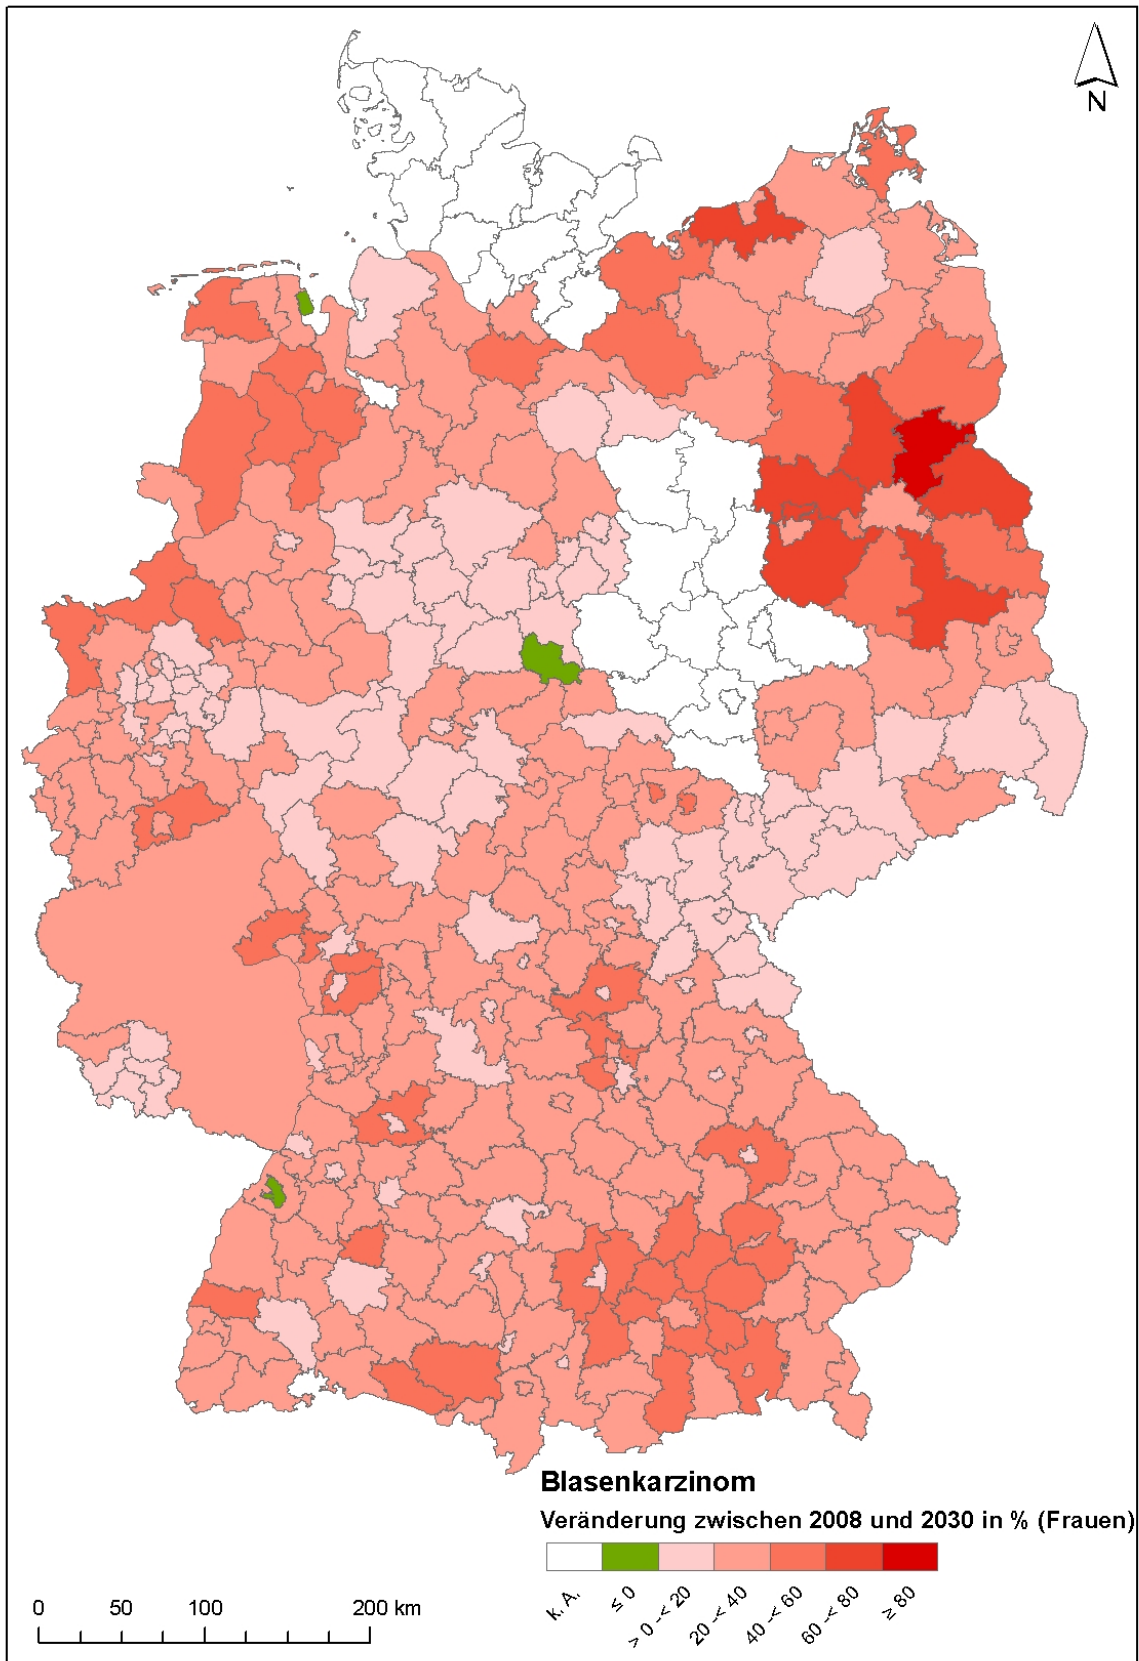 N
Blasenkarzinom
Veränderung zwischen 2008 und 2030 in % (Frauen)
k. A.
≤ 0
> 0 -< 20
20 -< 40
40 -< 60
60 -< 80
≥ 80
0 50 100 200 km